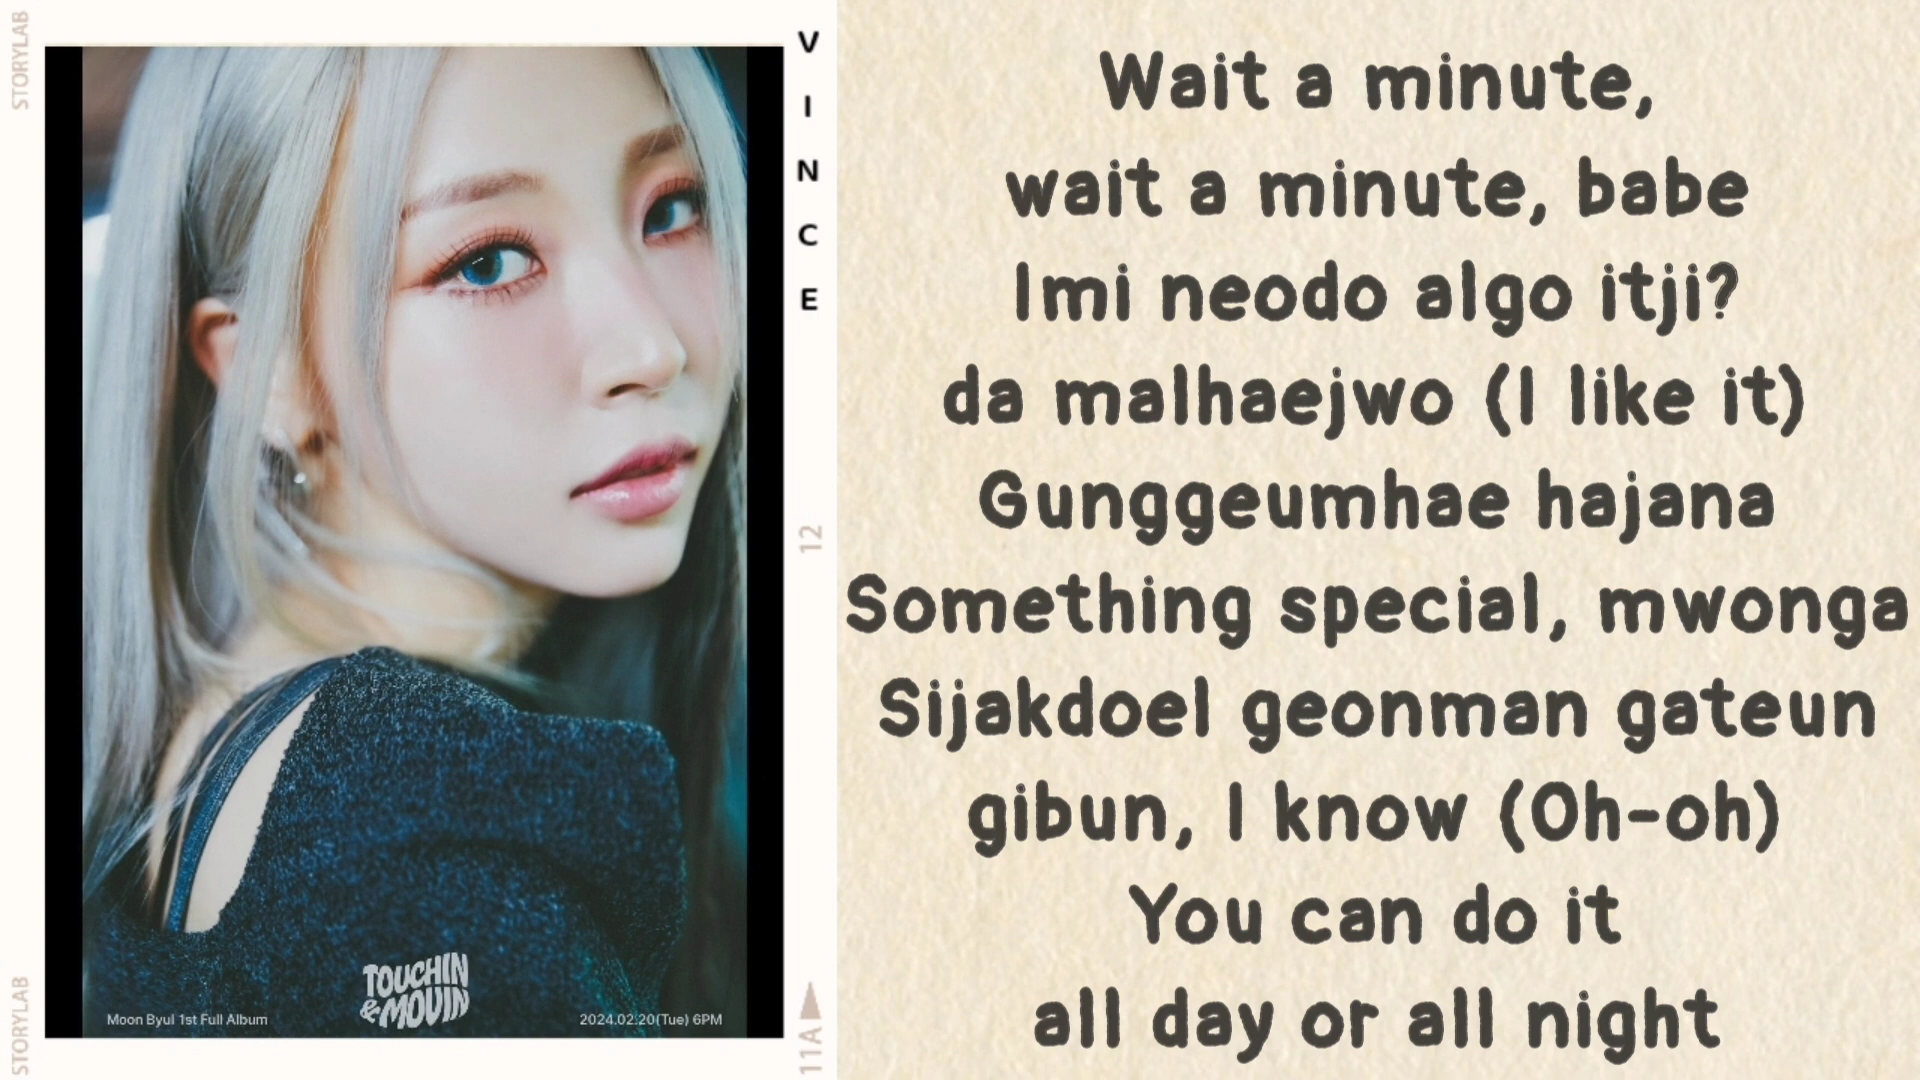 STORYLAB
STORYLAB
VINCE
12
11A
TOUCHIN
&MOVIN
Moon Byul 1st Full Album
2024.02.20(Tue) 6PM
Wait a minute,
wait a minute, babe
Imi neodo algo itji?
da malhaejwo (I like it)
Gunggeumhae hajana
Something special, mwonga
Sijakdoel geonman gateun
gibun, I know (Oh-oh)
You can do it
all day or all night